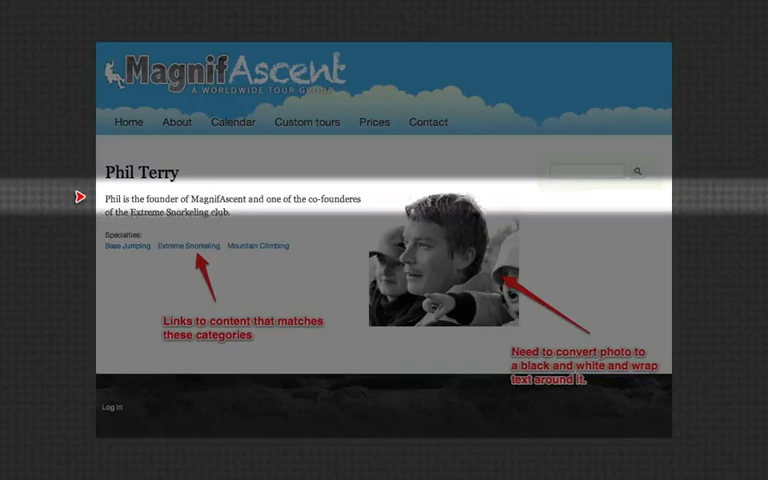 MagnifAscent
A WORLDWIDE TOUR GROUP
Home About Calendar Custom tours Prices Contact
Phil Terry
Phil is the founder of MagnifAscent and one of the co-founderes
of the Extreme Snorkeling club.
Specialties:
Base Jumping Extreme Snorkeling Mountain Climbing
Links to content that matches
these categories
Need to convert photo to
a black and white and wrap
text around it.
Log in